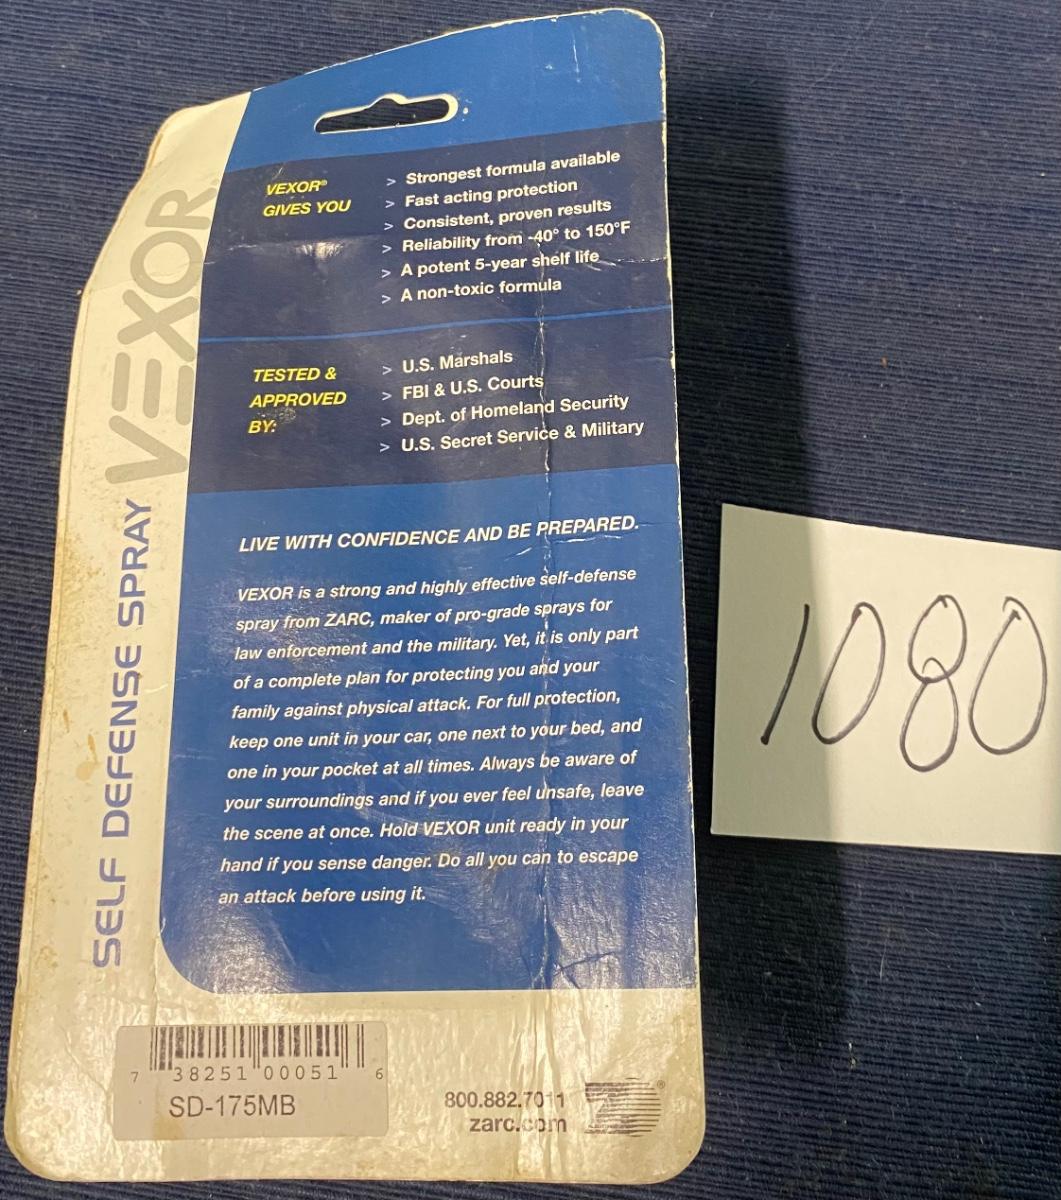 VEXOR
SELF DEFENSE SPRAY
VEXOR®
GIVES YOU
> Strongest formula available
> Fast acting protection
> Consistent, proven results
> Reliability from -40° to 150°F
> A potent 5-year shelf life
> A non-toxic formula
TESTED &
APPROVED
BY:
> U.S. Marshals
> FBI & U.S. Courts
> Dept. of Homeland Security
> U.S. Secret Service & Military
LIVE WITH CONFIDENCE AND BE PREPARED.
VEXOR is a strong and highly effective self-defense
spray from ZARC, maker of pro-grade sprays for
law enforcement and the military. Yet, it is only part
of a complete plan for protecting you and your
family against physical attack. For full protection,
keep one unit in your car, one next to your bed, and
one in your pocket at all times. Always be aware of
your surroundings and if you ever feel unsafe, leave
the scene at once. Hold VEXOR unit ready in your
hand if you sense danger. Do all you can to escape
an attack before using it.
7 38251 00051 6
SD-175MB
800.882.7011
zarc.com
®
1080